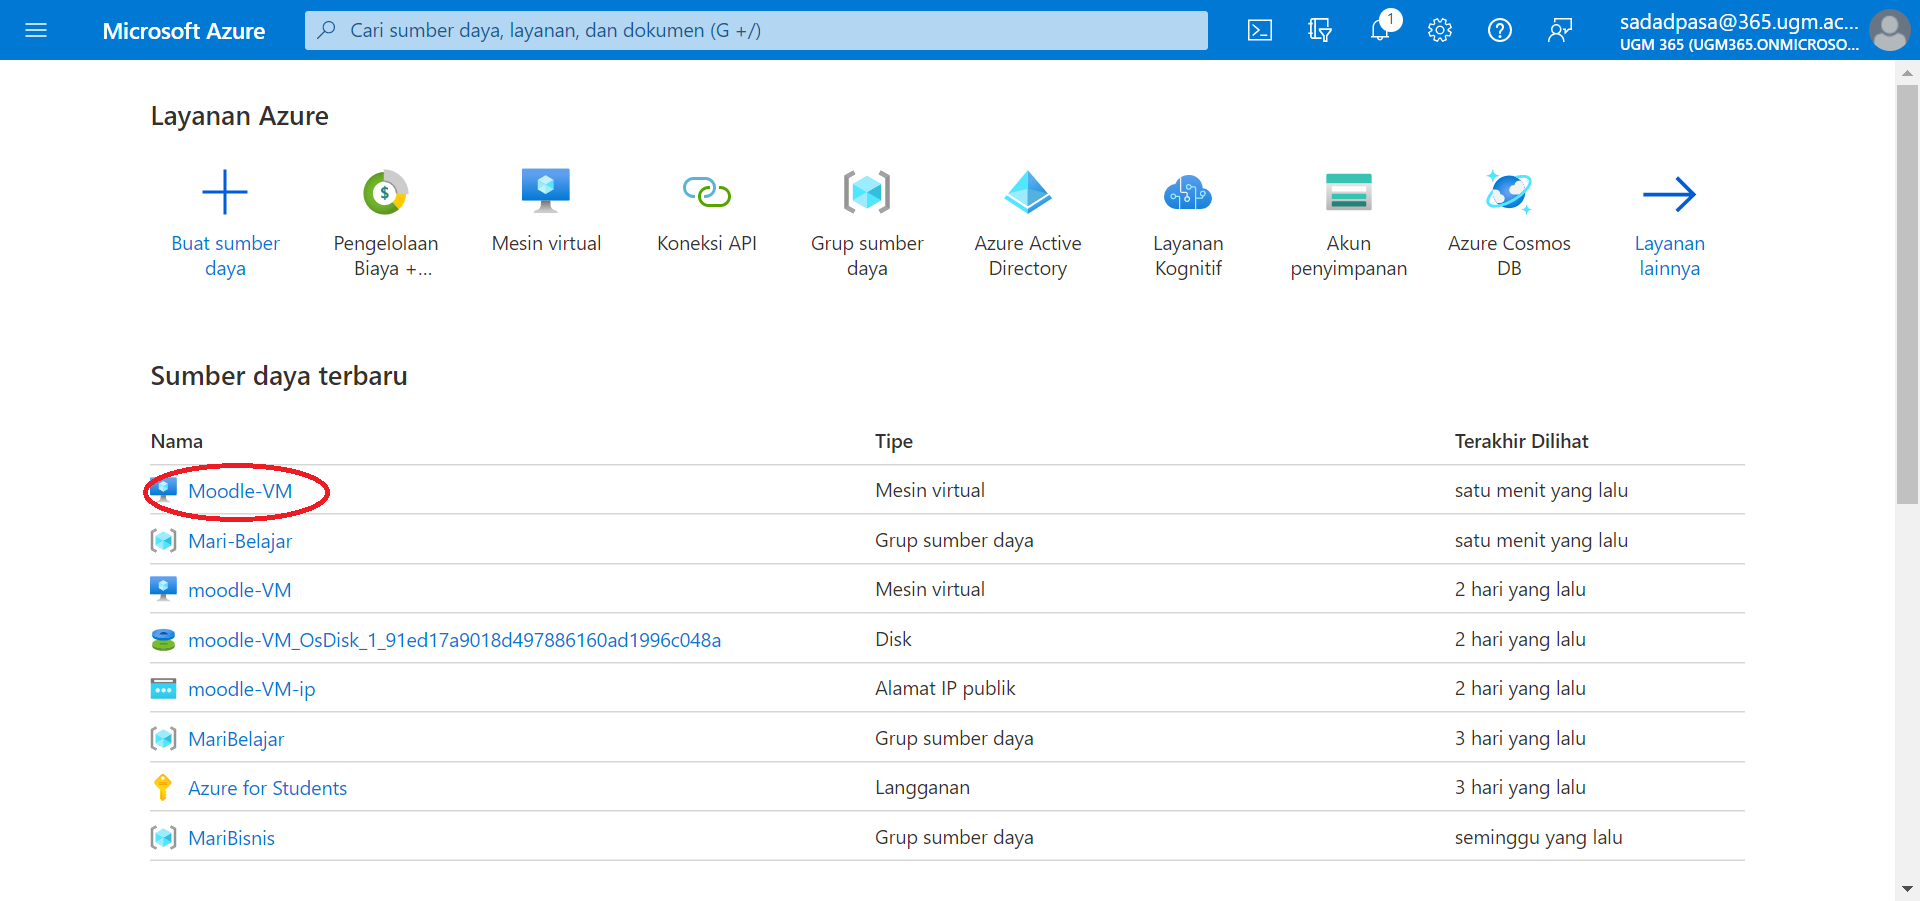 Microsoft Azure
Cari sumber daya, layanan, dan dokumen (G +/)
1
sadadpasa@365.ugm.ac...
UGM 365 (UGM365.ONMICROSO...
Layanan Azure
Buat sumber
daya
Pengelolaan
Biaya +...
Mesin virtual
Koneksi API
Grup sumber
daya
Azure Active
Directory
Layanan
Kognitif
Akun
penyimpanan
Azure Cosmos
DB
Layanan
lainnya
Sumber daya terbaru
Nama Tipe Terakhir Dilihat
Moodle-VM Mesin virtual satu menit yang lalu
Mari-Belajar Grup sumber daya satu menit yang lalu
moodle-VM Mesin virtual 2 hari yang lalu
moodle-VM_OsDisk_1_91ed17a9018d497886160ad1996c048a Disk 2 hari yang lalu
moodle-VM-ip Alamat IP publik 2 hari yang lalu
MariBelajar Grup sumber daya 3 hari yang lalu
Azure for Students Langganan 3 hari yang lalu
MariBisnis Grup sumber daya seminggu yang lalu